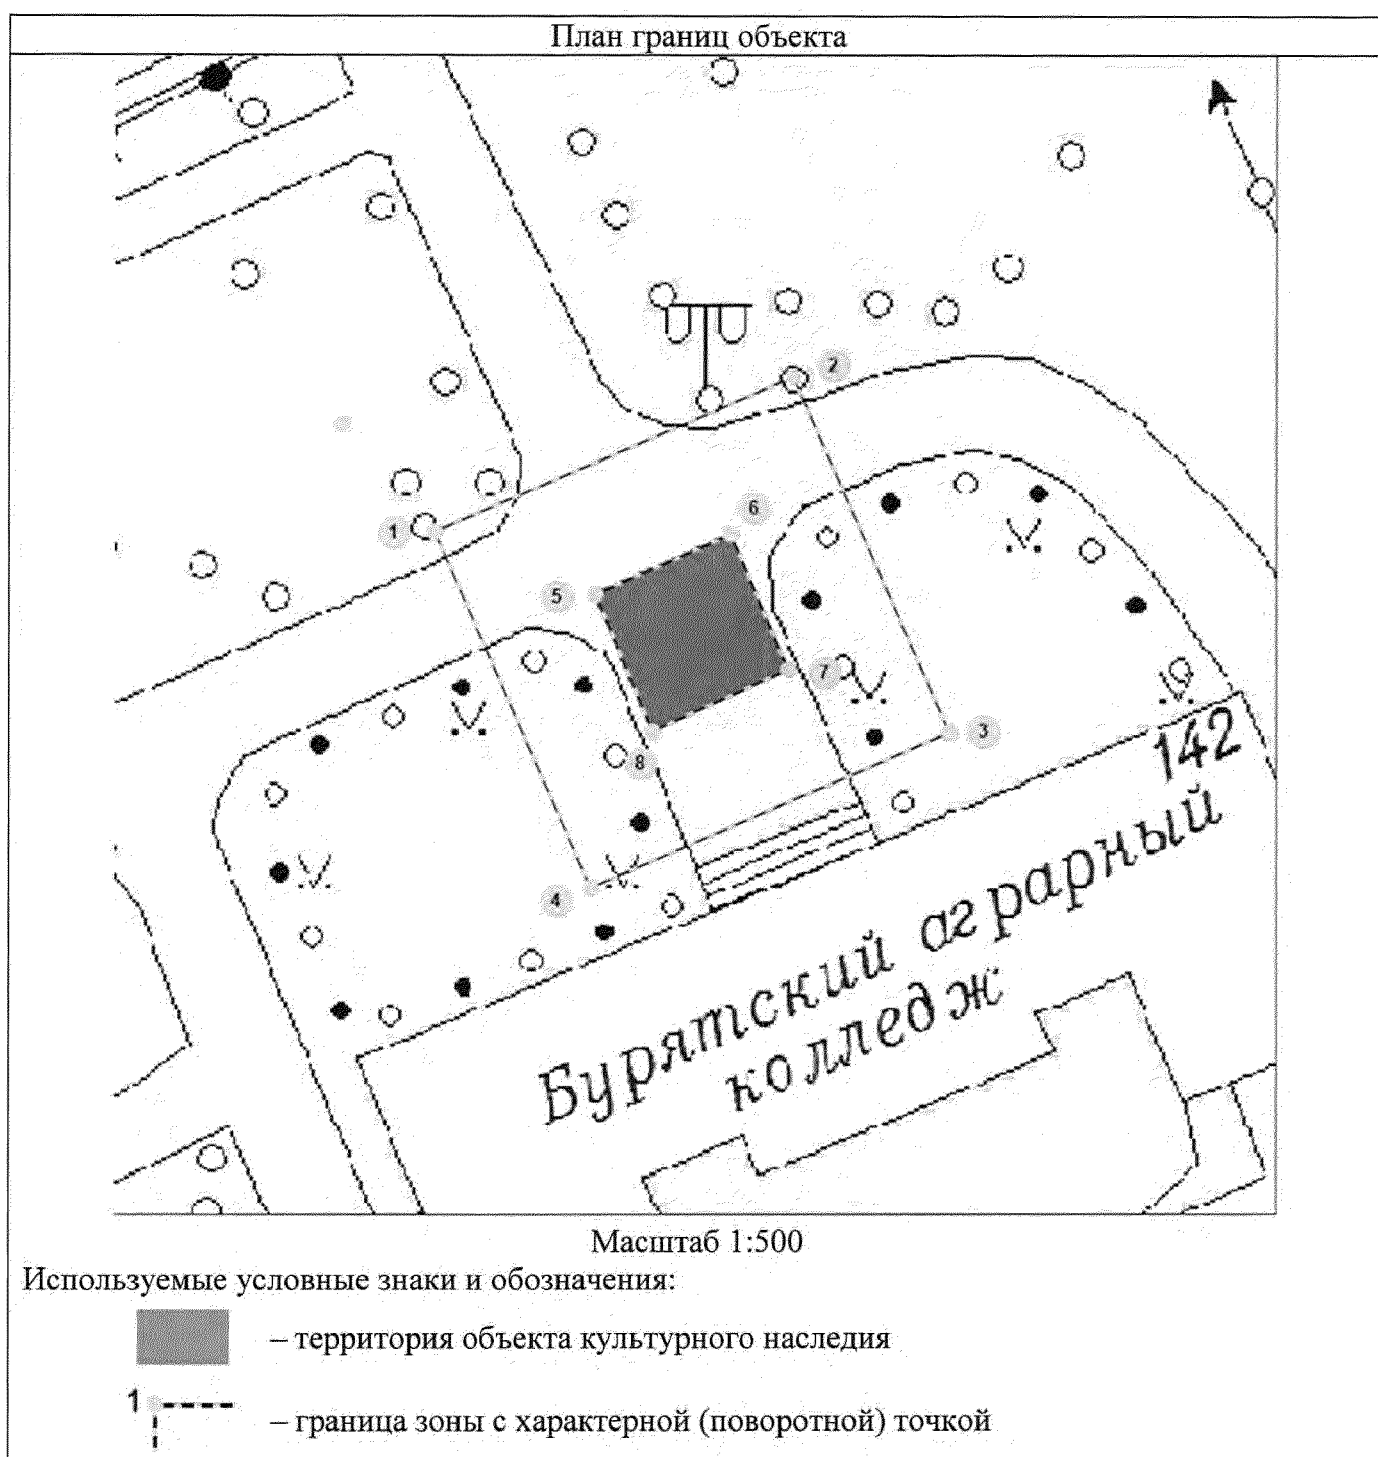 План границ объекта
2
1
6
5
7
3
8
4
142
Бурятский аграрный
колледж
Масштаб 1:500
Используемые условные знаки и обозначения:
– территория объекта культурного наследия
1
– граница зоны с характерной (поворотной) точкой